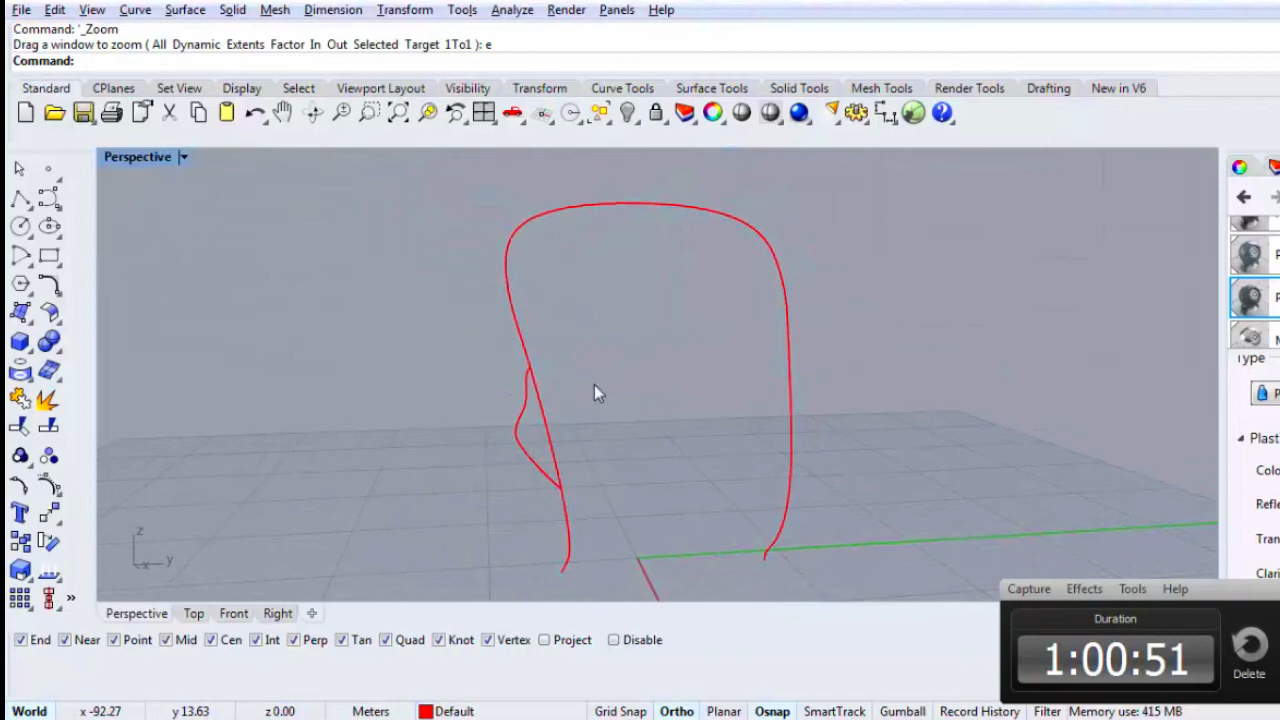 File Edit View Curve Surface Solid Mesh Dimension Transform Tools Analyze Render Panels Help
Command: '_Zoom
Drag a window to zoom ( All Dynamic Extents Factor In Out Selected Target 1To1 ): e
Command:
Standard CPlanes Set View Display Select Viewport Layout Visibility Transform Curve Tools Surface Tools Solid Tools Mesh Tools Render Tools Drafting New in V6
Perspective
P
P
Type
P
Plast
Colo
Refle
Tran
Clari
z
x y
Capture Effects Tools Help
Duration
1:00:51
Delete
Perspective Top Front Right
End Near Point Mid Cen Int Perp Tan Quad Knot Vertex Project Disable
World x -92.27 y 13.63 z 0.00 Meters Default Grid Snap Ortho Planar Osnap SmartTrack Gumball Record History Filter Memory use: 415 MB